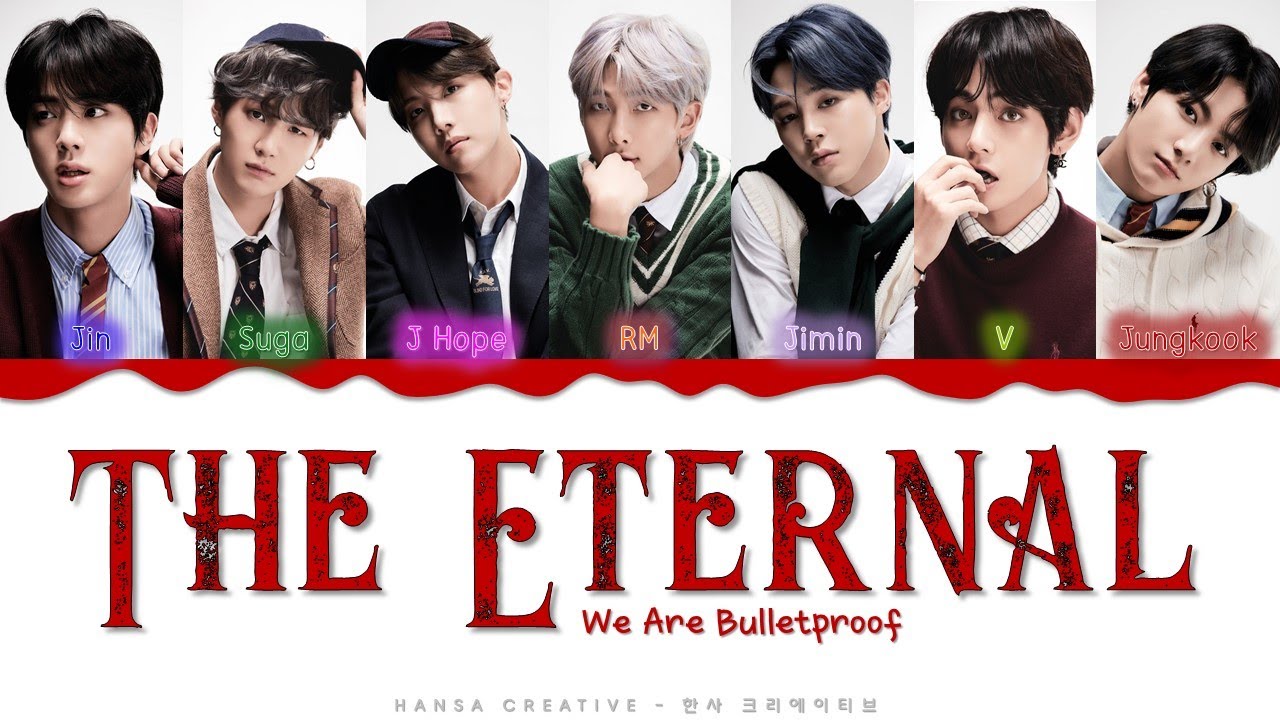 Jin Suga J Hope RM Jimin V Jungkook
THE ETERNAL
We Are Bulletproof
HANSA CREATIVE - 한사 크리에이티브